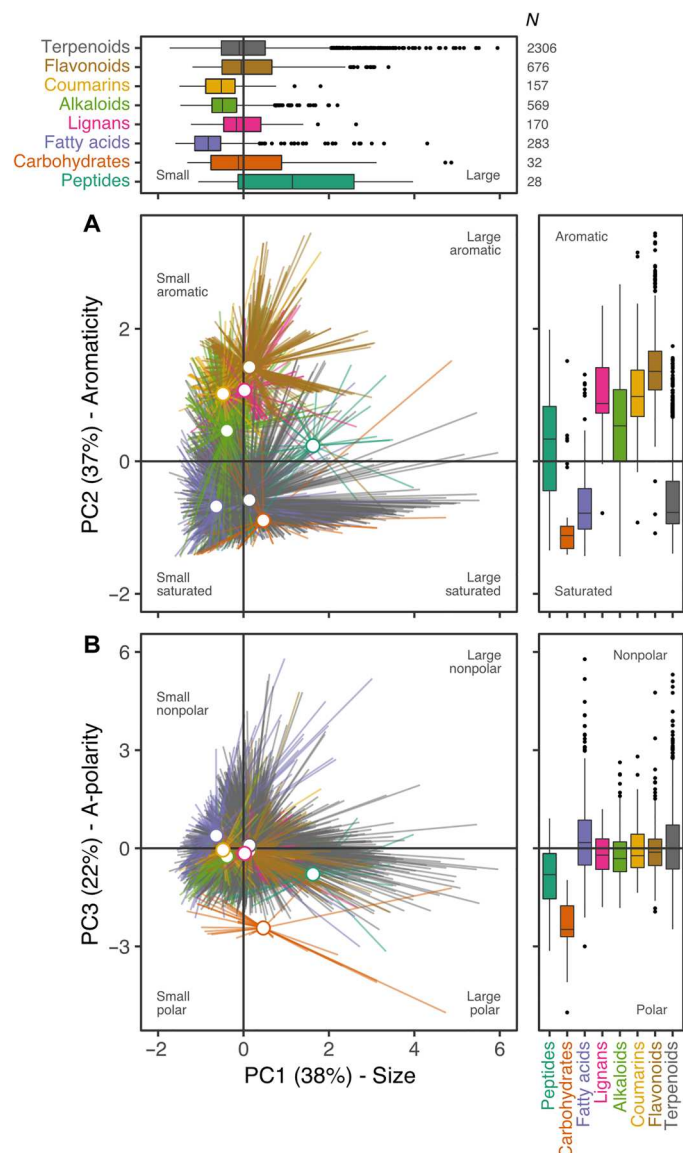 N
Terpenoids 2306
Flavonoids 676
Coumarins 157
Alkaloids 569
Lignans 170
Fatty acids 283
Carbohydrates 32
Peptides 28
Small Large
A
Large
aromatic
Small
aromatic
Aromatic
2
0
−2
PC2 (37%) - Aromaticity
Small
saturated
Large
saturated
Saturated
B
Large
nonpolar
Small
nonpolar
Nonpolar
6
3
0
−3
PC3 (22%) - A-polarity
Small
polar
Large
polar
Polar
−2 0 2 4 6
PC1 (38%) - Size
Peptides
Carbohydrates
Fatty acids
Lignans
Alkaloids
Coumarins
Flavonoids
Terpenoids